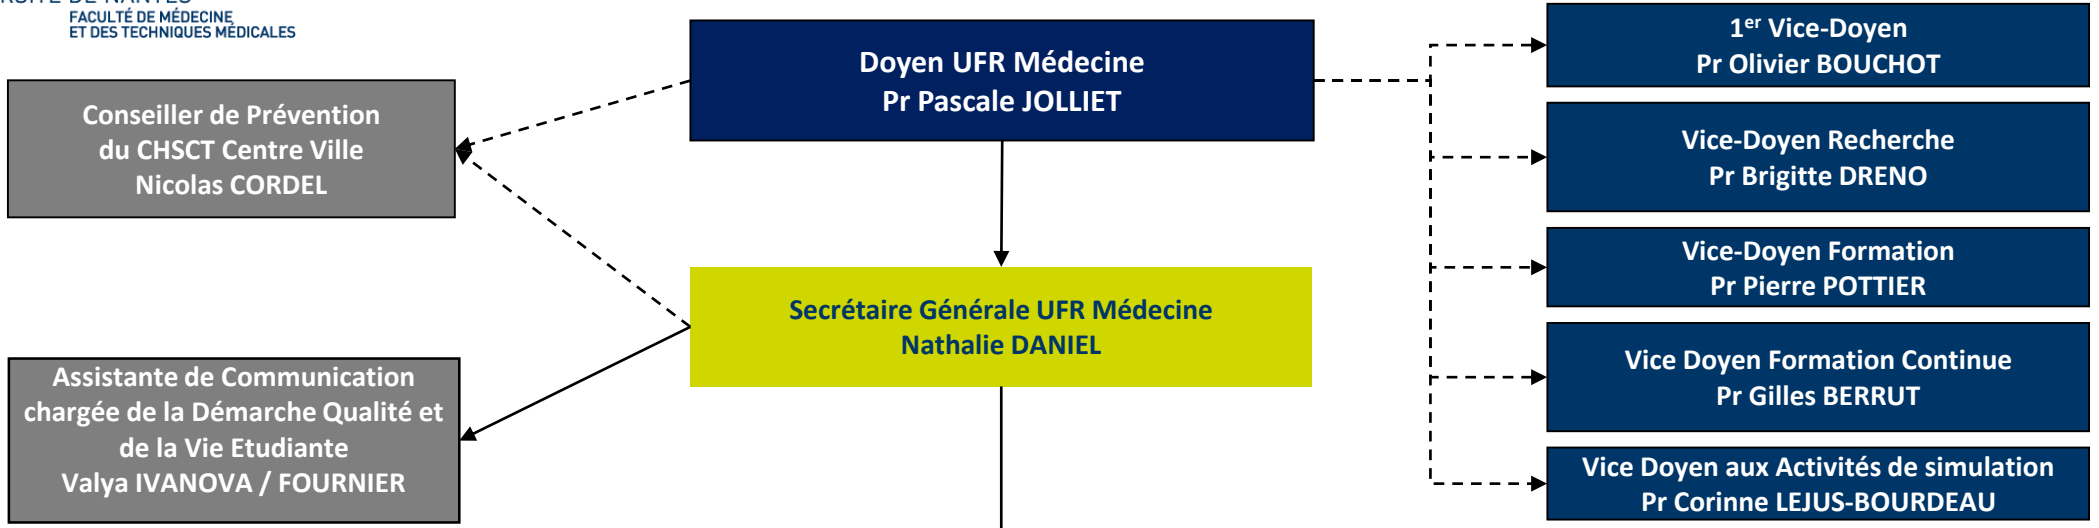 FACULTÉ DE MÉDECINE
ET DES TECHNIQUES MÉDICALES
Doyen UFR Médecine
Pr Pascale JOLLIET
Conseiller de Prévention
du CHSCT Centre Ville
Nicolas CORDEL
Secrétaire Générale UFR Médecine
Nathalie DANIEL
Assistante de Communication
chargée de la Démarche Qualité et
de la Vie Etudiante
Valya IVANOVA / FOURNIER
1er Vice-Doyen
Pr Olivier BOUCHOT
Vice-Doyen Recherche
Pr Brigitte DRENO
Vice-Doyen Formation
Pr Pierre POTTIER
Vice Doyen Formation Continue
Pr Gilles BERRUT
Vice Doyen aux Activités de simulation
Pr Corinne LEJUS-BOURDEAU